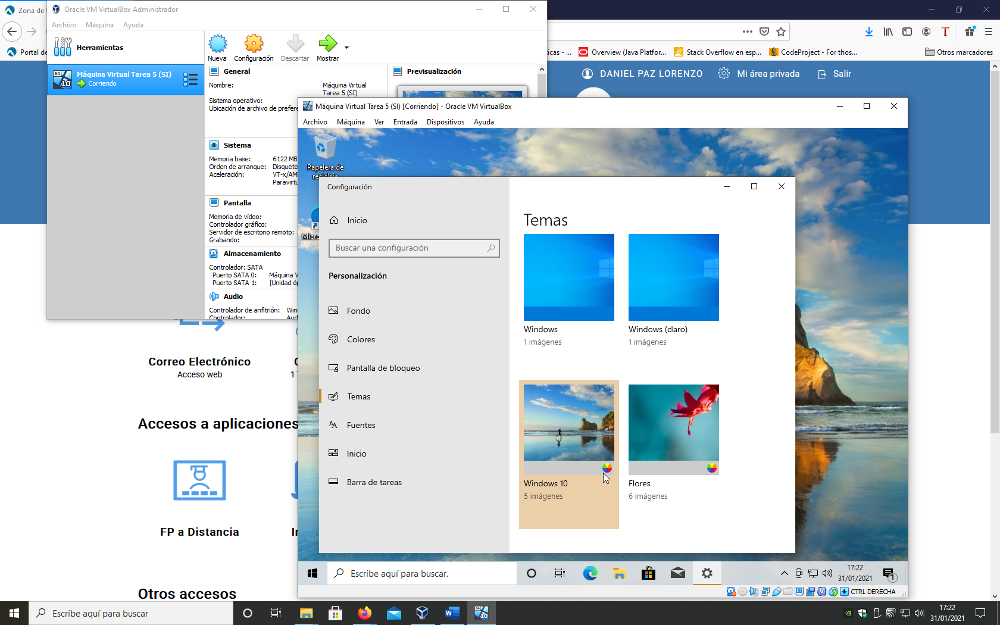 Zona de
Oracle VM VirtualBox Administrador
Archivo Máquina Ayuda
Herramientas
Nueva Configuración Descartar Mostrar
Portal de
icas - ... Overview (Java Platfor... Stack Overflow en esp... CodeProject - For thos... Otros marcadores
DANIEL PAZ LORENZO Mi área privada Salir
Máquina Virtual Tarea 5 (SI)
Corriendo
General
Nombre: Máquina Virtual
Tarea 5 (SI)
Sistema operativo:
Ubicación de archivo de prefere
Previsualización
Sistema
Memoria base: 6122 MB
Orden de arranque: Disquete
Aceleración: VT-x/AM
Paravirtu
Pantalla
Memoria de vídeo:
Controlador gráfico:
Servidor de escritorio remoto:
Grabando:
Almacenamiento
Controlador: SATA
Puerto SATA 0: Máquina V
Puerto SATA 1: [Unidad óp
Audio
Controlador de anfitrión: Win
Controlador: Aud
Correo Electrónico
Acceso web
Accesos a aplicaciones
FP a Distancia
Otros accesos
Máquina Virtual Tarea 5 (SI) [Corriendo] - Oracle VM VirtualBox
Archivo Máquina Ver Entrada Dispositivos Ayuda
Papelera de
reciclaje
Micro
Configuración
Inicio
Buscar una configuración
Personalización
Fondo
Colores
Pantalla de bloqueo
Temas
Fuentes
Inicio
Barra de tareas
Temas
Windows
1 imágenes
Windows (claro)
1 imágenes
Windows 10
5 imágenes
Flores
6 imágenes
Escribe aquí para buscar.
17:22
31/01/2021
1
CTRL DERECHA
Escribe aquí para buscar
17:22
31/01/2021